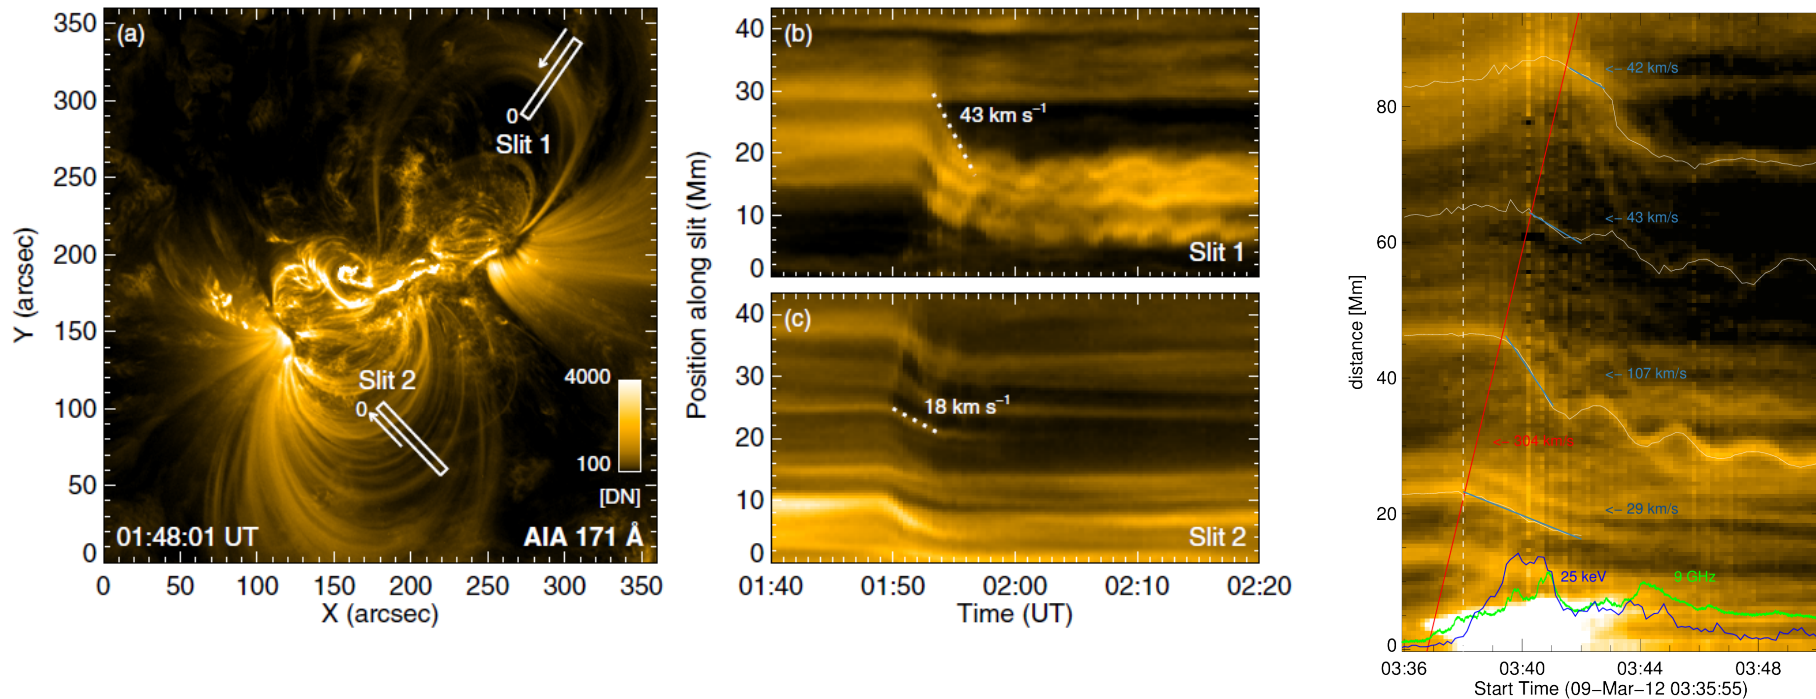 (a)
350
300
250
200
150
100
50
0
Y (arcsec)
0
Slit 1
Slit 2
0
4000
100
[DN]
01:48:01 UT
AIA 171 Å
0 50 100 150 200 250 300 350
X (arcsec)
Position along slit (Mm)
(b)
40
30
20
10
0
43 km s⁻¹
Slit 1
(c)
40
30
20
10
0
18 km s⁻¹
Slit 2
01:40 01:50 02:00 02:10 02:20
Time (UT)
distance [Mm]
80
60
40
20
0
<− 42 km/s
<− 43 km/s
<− 107 km/s
<− 304 km/s
<− 29 km/s
25 keV
9 GHz
03:36 03:40 03:44 03:48
Start Time (09−Mar−12 03:35:55)